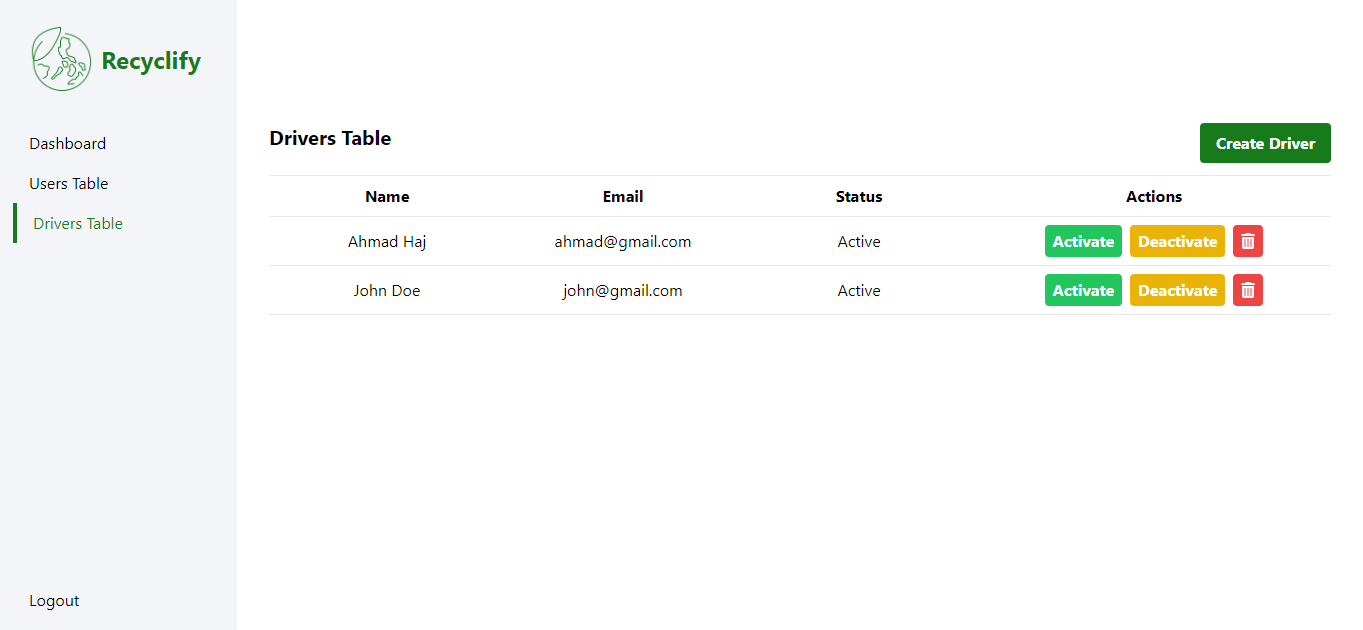 Recyclify
Dashboard
Users Table
Drivers Table
Logout
Drivers Table
Create Driver
Name Email Status Actions
Ahmad Haj ahmad@gmail.com Active Activate Deactivate
John Doe john@gmail.com Active Activate Deactivate